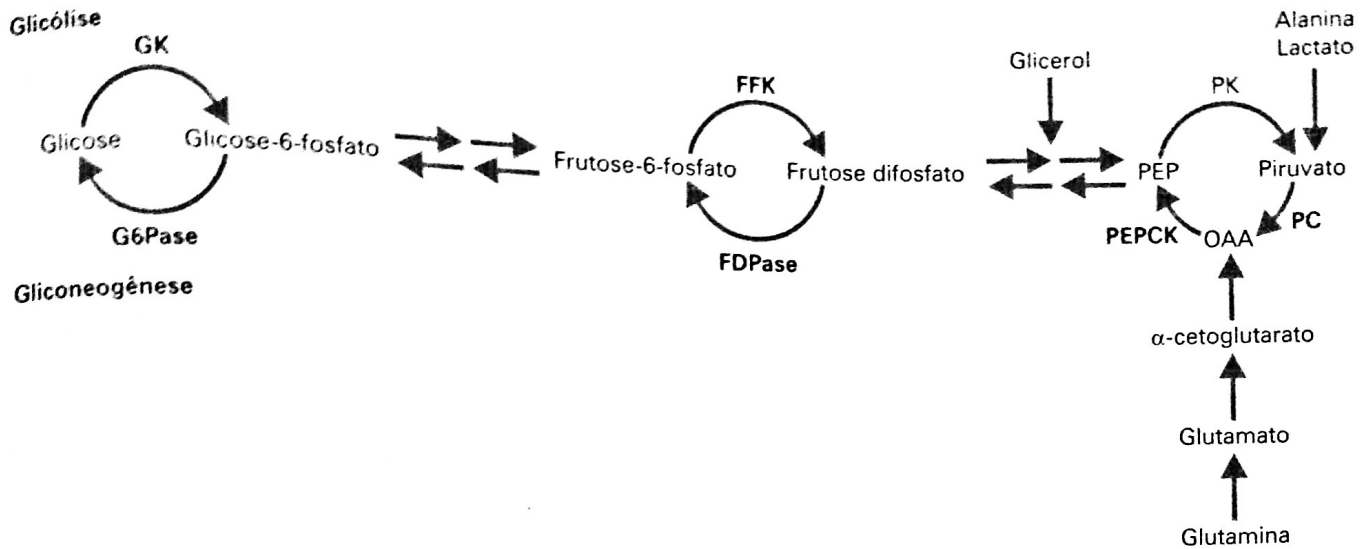 Glicólise
GK
Glicose
Glicose-6-fosfato
G6Pase
Gliconeogênese
FFK
Frutose-6-fosfato
Frutose difosfato
FDPase
Glicerol
Alanina
Lactato
PK
PEP
Piruvato
PEPCK
OAA
PC
α-cetoglutarato
Glutamato
Glutamina